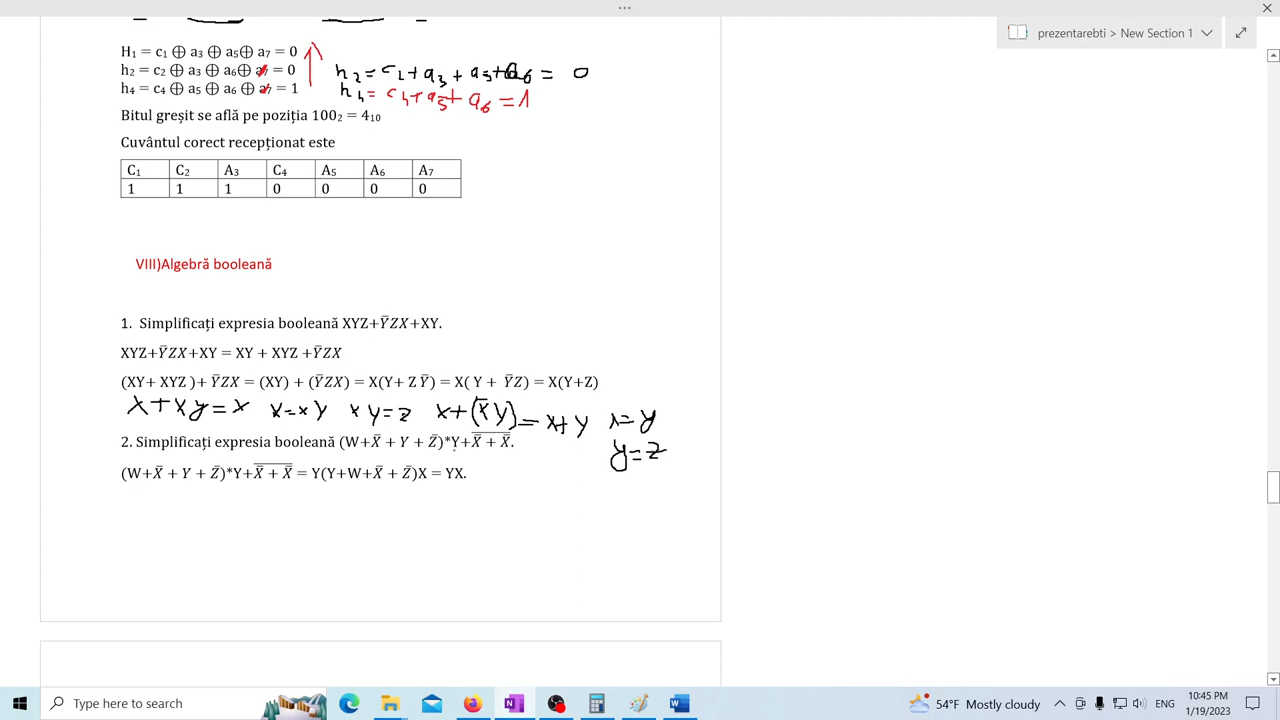 prezentarebti > New Section 1
H₁ = c₁ ⊕ a₃ ⊕ a₅⊕ a₇ = 0
h₂ = c₂ ⊕ a₃ ⊕ a₆⊕ a₇ = 0
h₂ = c₂ + a₃ + a₃ + a₆ = 0
h₄ = c₄ ⊕ a₅ ⊕ a₆ ⊕ a₇ = 1
h₄ = c₄ + a₅ + a₆ = 1
Bitul greșit se află pe poziția 100₂ = 4₁₀
Cuvântul corect recepționat este
C₁ C₂ A₃ C₄ A₅ A₆ A₇
1 1 1 0 0 0 0
VIII)Algebră booleană
1. Simplificați expresia booleană XYZ+ȲZX+XY.
XYZ+ȲZX+XY = XY + XYZ +ȲZX
(XY+ XYZ )+ ȲZX = (XY) + (ȲZX) = X(Y+ Z Ȳ) = X( Y + ȲZ) = X(Y+Z)
X + XY = X X = XY XY = Z X + (X̄Y) = X + Y X = Y
Y = Z
2. Simplificați expresia booleană (W+X̄ + Y + Z̄)*Y+X̿ + X̿.
(W+X̄ + Y + Z̄)*Y+X̿ + X̿ = Y(Y+W+X̄ + Z̄)X = YX.
Type here to search
54°F Mostly cloudy
ENG
10:45 PM
1/19/2023